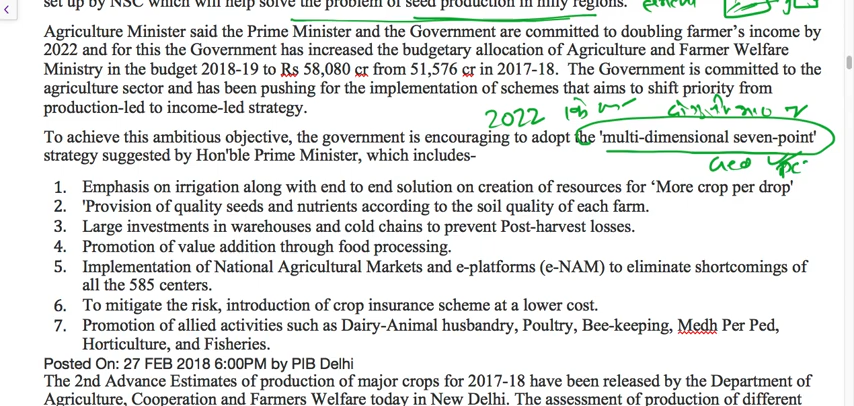 set up by NSC which will help solve the problem of seed production in hilly regions.
Agriculture Minister said the Prime Minister and the Government are committed to doubling farmer's income by
2022 and for this the Government has increased the budgetary allocation of Agriculture and Farmer Welfare
Ministry in the budget 2018-19 to Rs 58,080 cr from 51,576 cr in 2017-18. The Government is committed to the
agriculture sector and has been pushing for the implementation of schemes that aims to shift priority from
production-led to income-led strategy.
2022
To achieve this ambitious objective, the government is encouraging to adopt the 'multi-dimensional seven-point'
strategy suggested by Hon'ble Prime Minister, which includes-
1. Emphasis on irrigation along with end to end solution on creation of resources for ‘More crop per drop'
2. 'Provision of quality seeds and nutrients according to the soil quality of each farm.
3. Large investments in warehouses and cold chains to prevent Post-harvest losses.
4. Promotion of value addition through food processing.
5. Implementation of National Agricultural Markets and e-platforms (e-NAM) to eliminate shortcomings of
all the 585 centers.
6. To mitigate the risk, introduction of crop insurance scheme at a lower cost.
7. Promotion of allied activities such as Dairy-Animal husbandry, Poultry, Bee-keeping, Medh Per Ped,
Horticulture, and Fisheries.
Posted On: 27 FEB 2018 6:00PM by PIB Delhi
The 2nd Advance Estimates of production of major crops for 2017-18 have been released by the Department of
Agriculture, Cooperation and Farmers Welfare today in New Delhi. The assessment of production of different